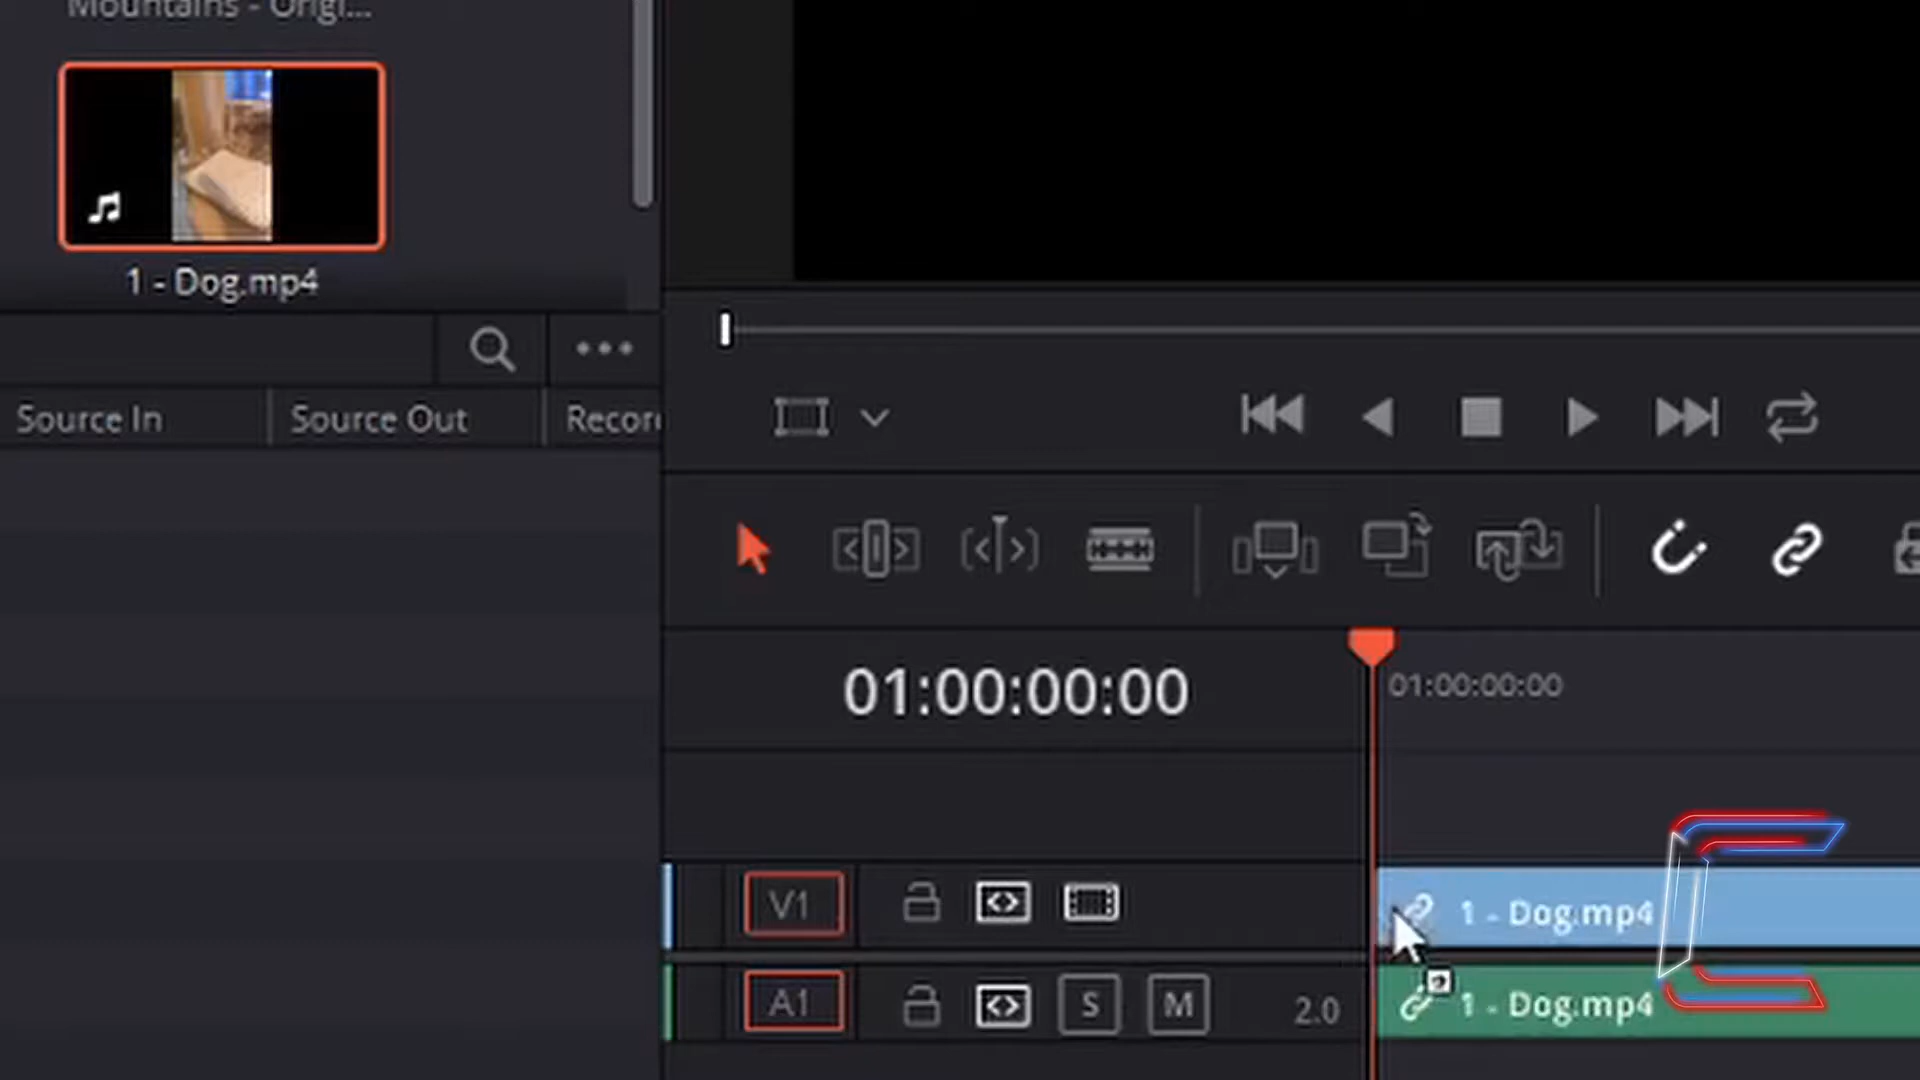 Mountains - Origi...
1 - Dog.mp4
Source In
Source Out
Record
01:00:00:00
01:00:00:00
V1
1 - Dog.mp4
A1
S
M
2.0
1 - Dog.mp4